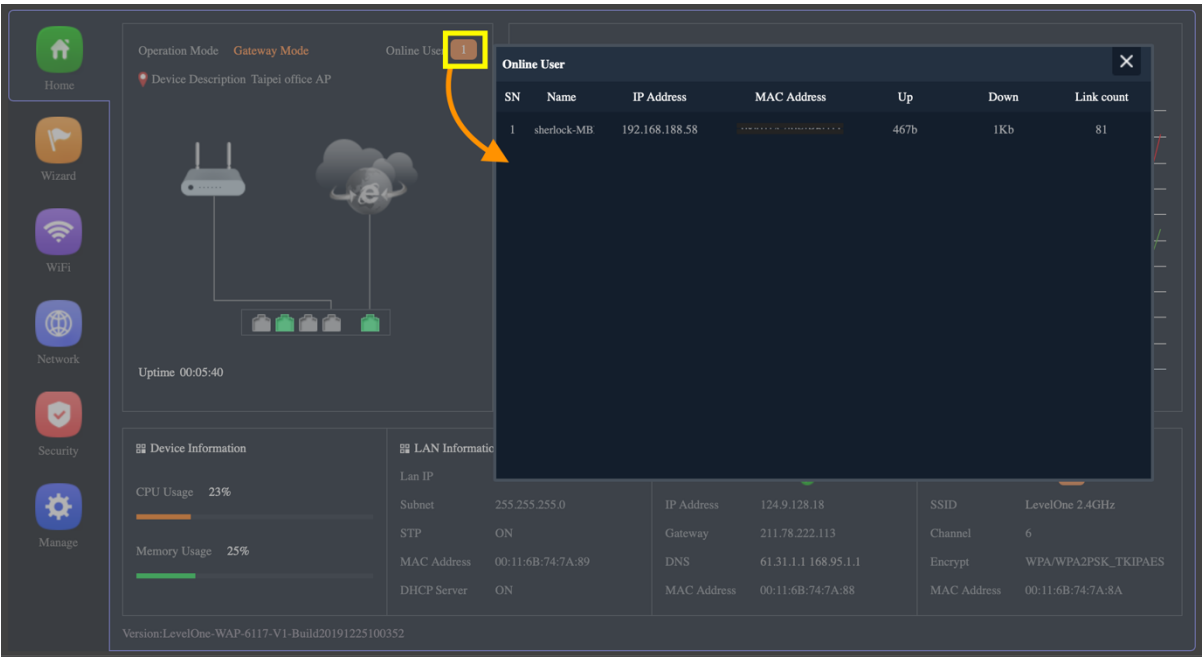 Home
Wizard
WiFi
Network
Security
Manage
Operation Mode Gateway Mode
Online User 1
Device Description Taipei office AP
Uptime 00:05:40
Online User
SN Name IP Address MAC Address Up Down Link count
1 sherlock-MB 192.168.188.58 467b 1Kb 81
Device Information
CPU Usage 23%
Memory Usage 25%
LAN Informatic
Lan IP
Subnet 255.255.255.0
STP ON
MAC Address 00:11:6B:74:7A:89
DHCP Server ON
IP Address 124.9.128.18
Gateway 211.78.222.113
DNS 61.31.1.1 168.95.1.1
MAC Address 00:11:6B:74:7A:88
SSID LevelOne 2.4GHz
Channel 6
Encrypt WPA/WPA2PSK_TKIPAES
MAC Address 00:11:6B:74:7A:8A
Version:LevelOne-WAP-6117-V1-Build20191225100352